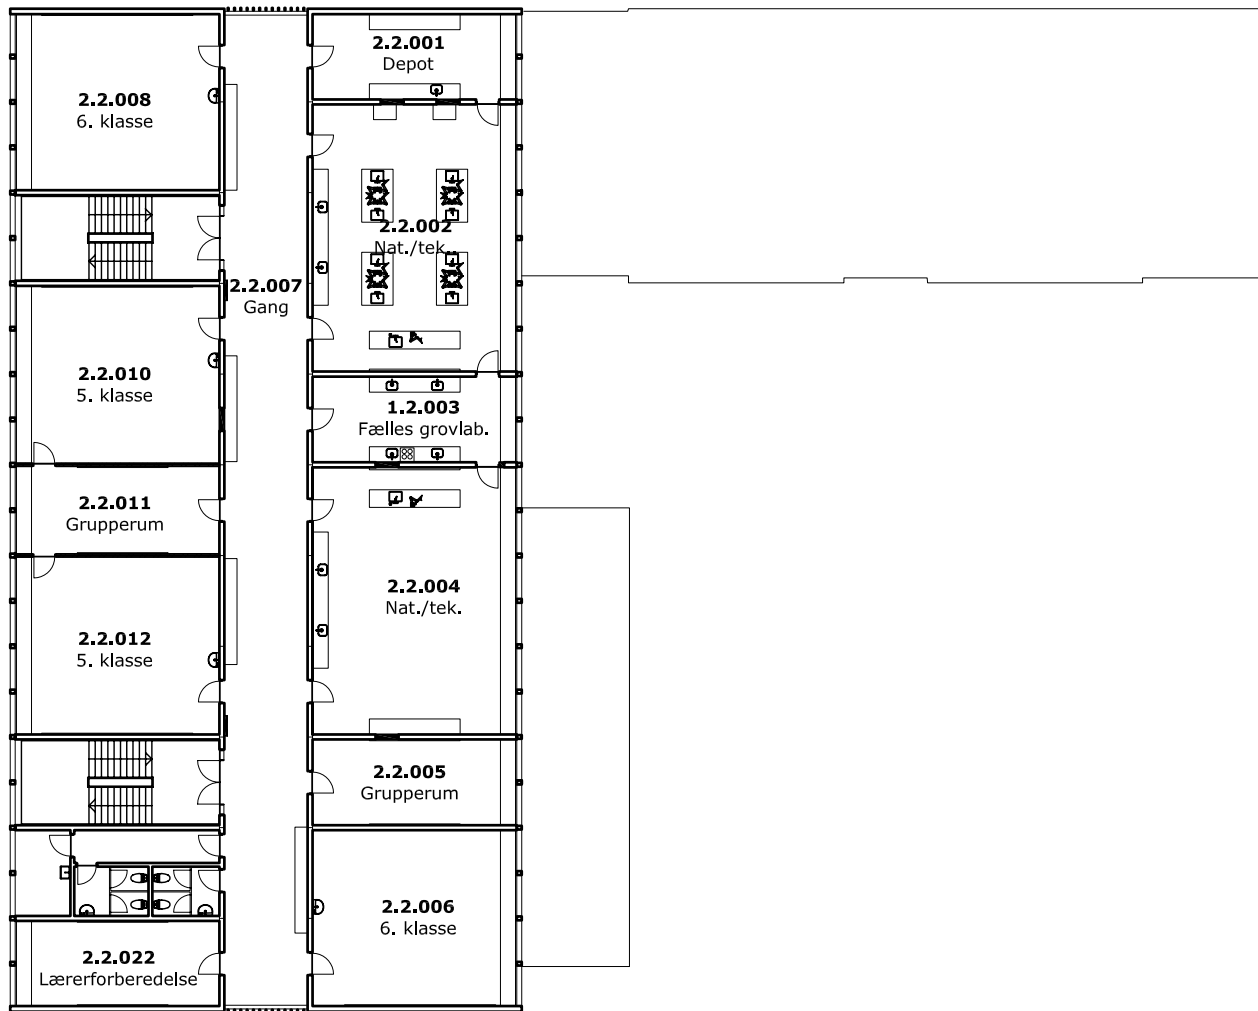 2.2.001
Depot
2.2.008
6. klasse
2.2.002
Nat./tek.
2.2.007
Gang
2.2.010
5. klasse
1.2.003
Fælles grovlab.
2.2.011
Grupperum
2.2.004
Nat./tek.
2.2.012
5. klasse
2.2.005
Grupperum
2.2.006
6. klasse
2.2.022
Lærerforberedelse